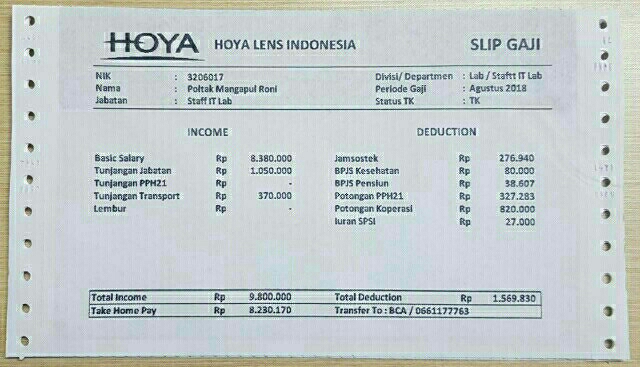 HOYA HOYA LENS INDONESIA SLIP GAJI
NIK : 3206017 Divisi/ Departmen : Lab / Staftt IT Lab
Nama : Poltak Mangapul Roni Periode Gaji : Agustus 2018
Jabatan : Staff IT Lab Status TK : TK
INCOME DEDUCTION
Basic Salary Rp 8.380.000 Jamsostek Rp 276.940
Tunjangan Jabatan Rp 1.050.000 BPJS Kesehatan Rp 80.000
Tunjangan PPH21 Rp - BPJS Pensiun Rp 38.607
Tunjangan Transport Rp 370.000 Potongan PPH21 Rp 327.283
Lembur Rp - Potongan Koperasi Rp 820.000
Iuran SPSI Rp 27.000
Total Income Rp 9.800.000 Total Deduction Rp 1.569.830
Take Home Pay Rp 8.230.170 Transfer To : BCA / 0661177763